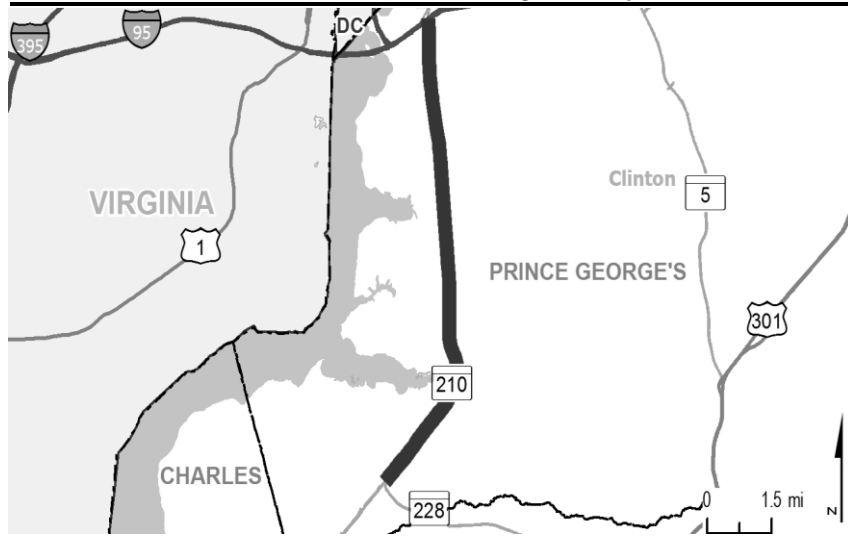 DC
395
95
VIRGINIA
Clinton
5
1
PRINCE GEORGE'S
301
210
CHARLES
228
0 1.5 mi
N